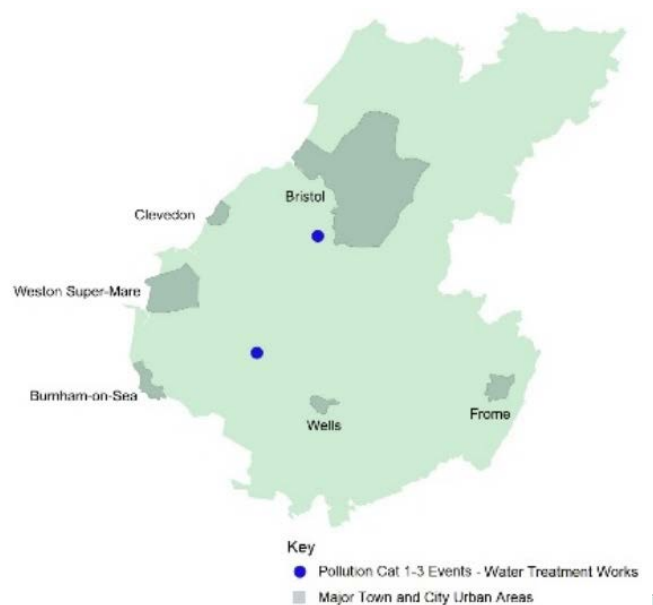 Bristol
Clevedon
Weston Super-Mare
Burnham-on-Sea
Wells
Frome
Key
Pollution Cat 1-3 Events - Water Treatment Works
Major Town and City Urban Areas